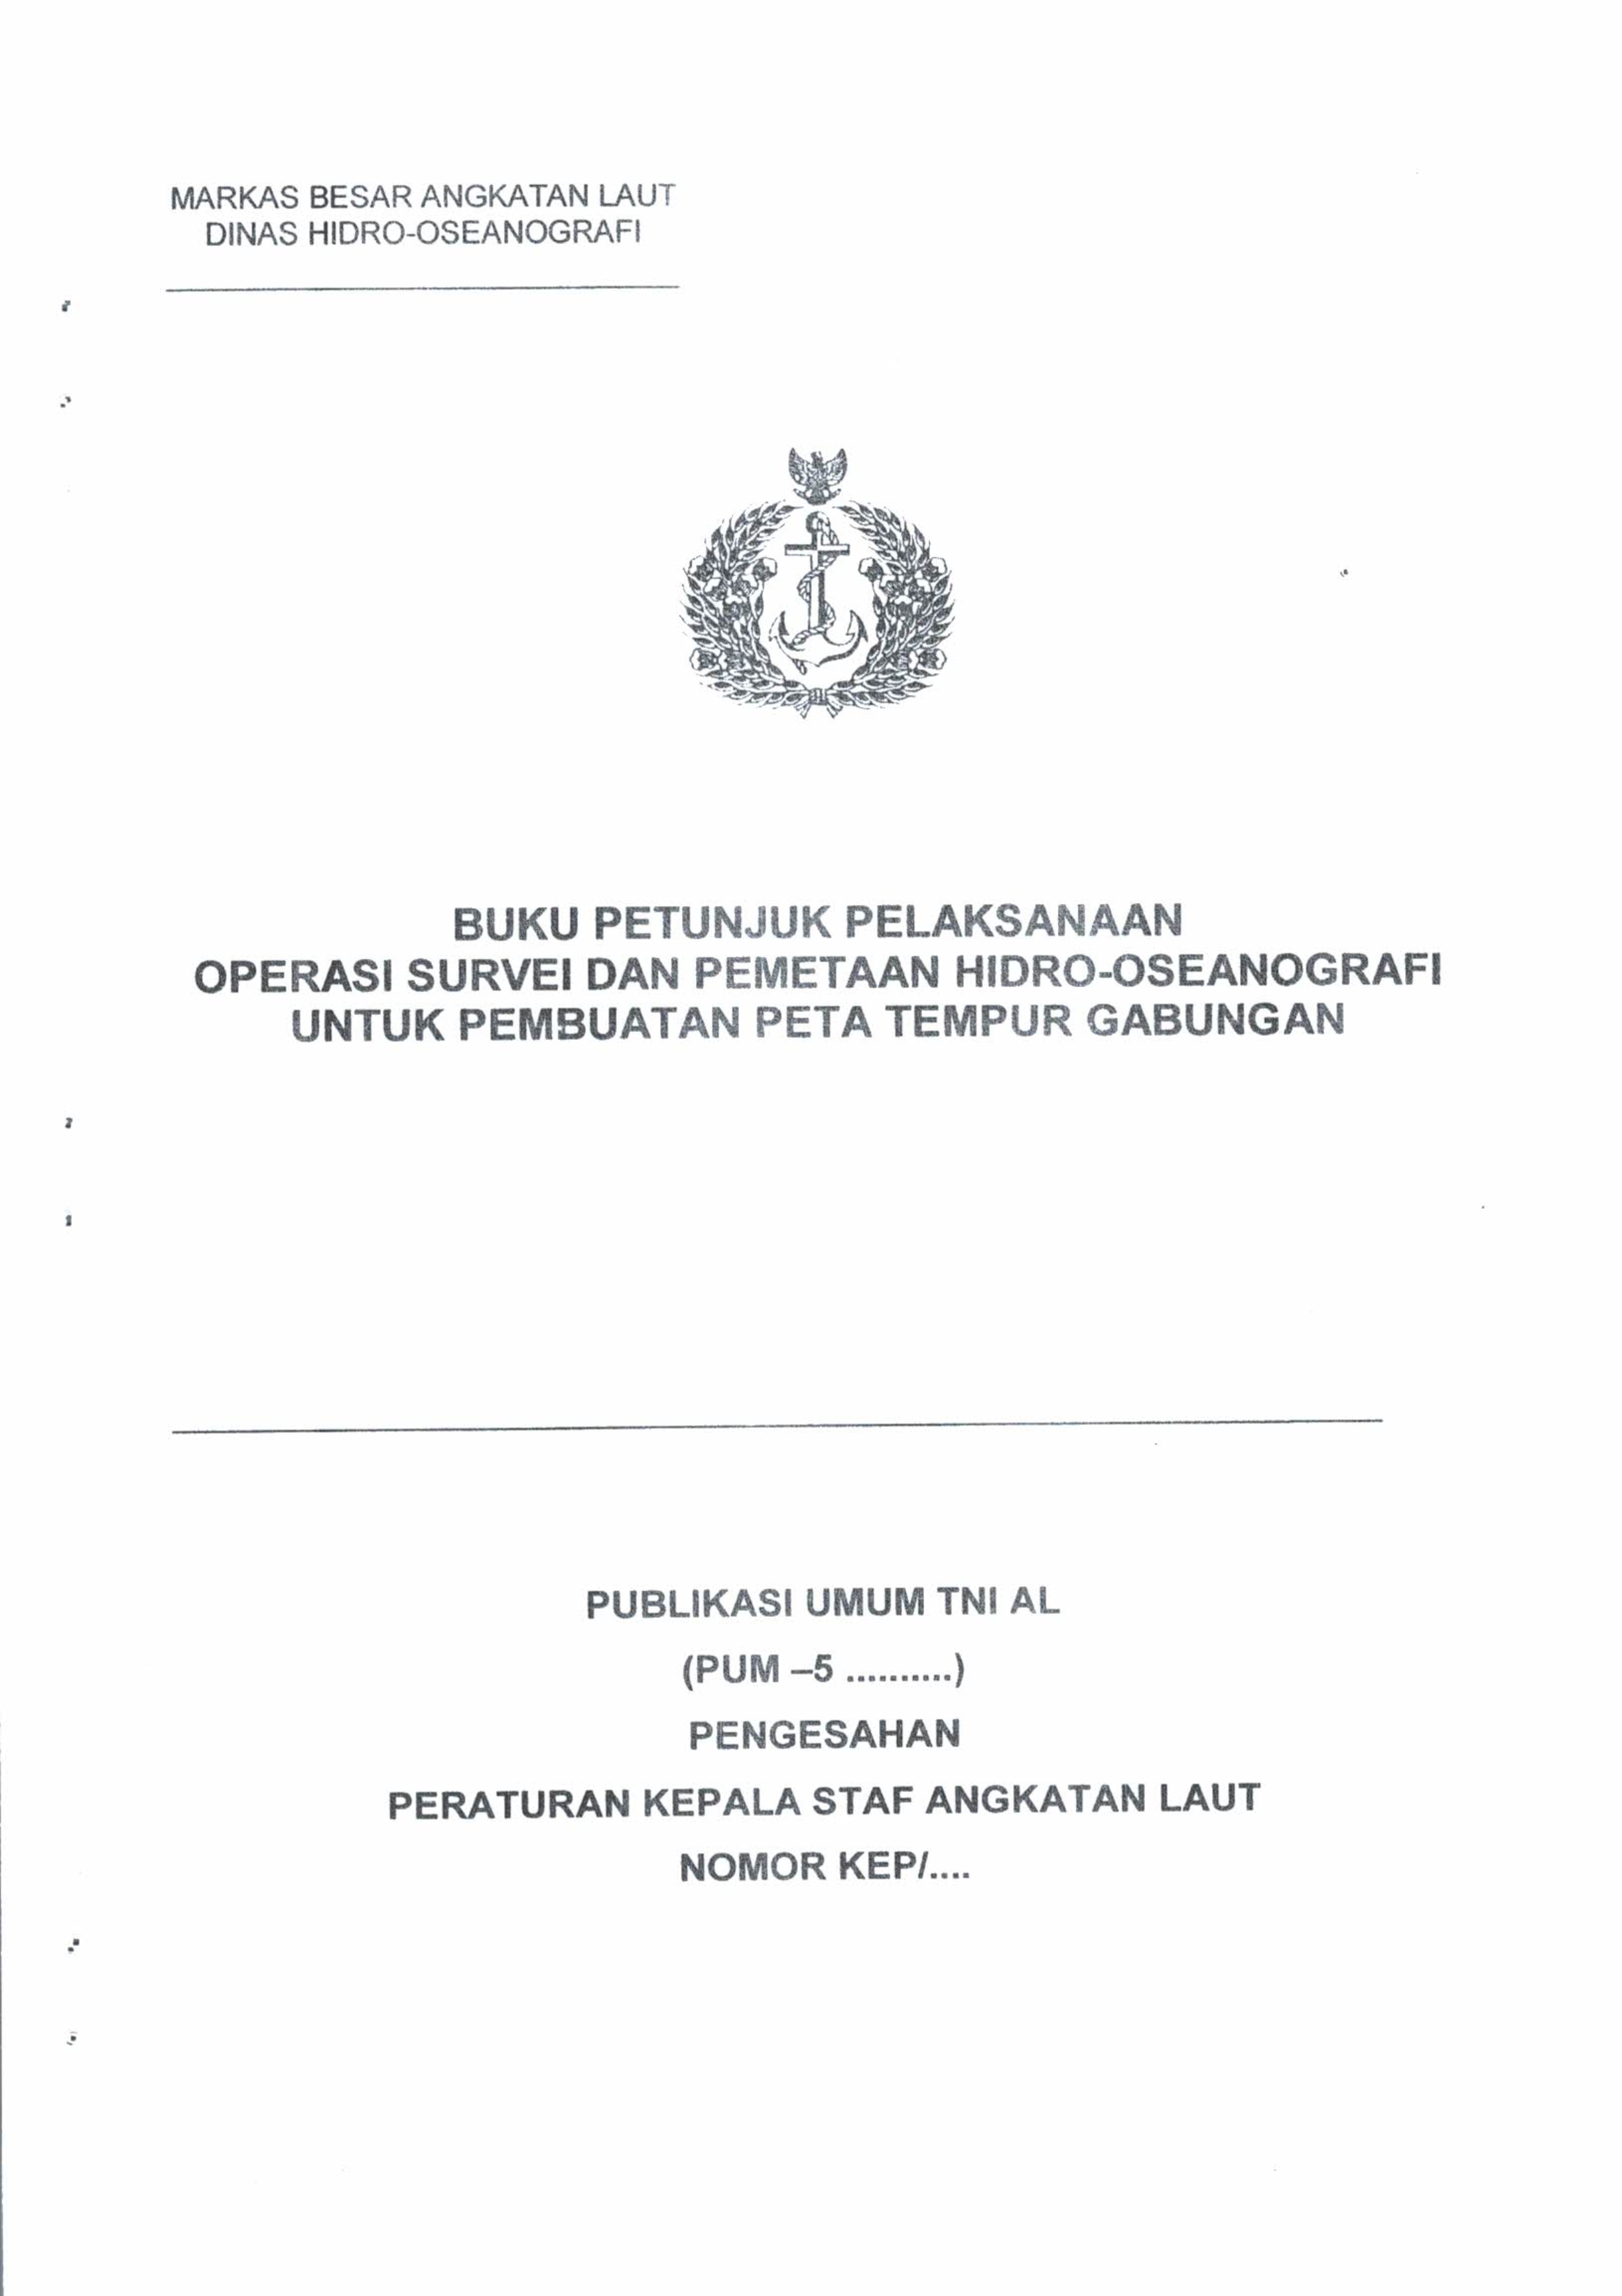 MARKAS BESAR ANGKATAN LAUT
DINAS HIDRO-OSEANOGRAFI
BUKU PETUNJUK PELAKSANAAN
OPERASI SURVEI DAN PEMETAAN HIDRO-OSEANOGRAFI
UNTUK PEMBUATAN PETA TEMPUR GABUNGAN
PUBLIKASI UMUM TNI AL
(PUM –5 ..........)
PENGESAHAN
PERATURAN KEPALA STAF ANGKATAN LAUT
NOMOR KEP/....